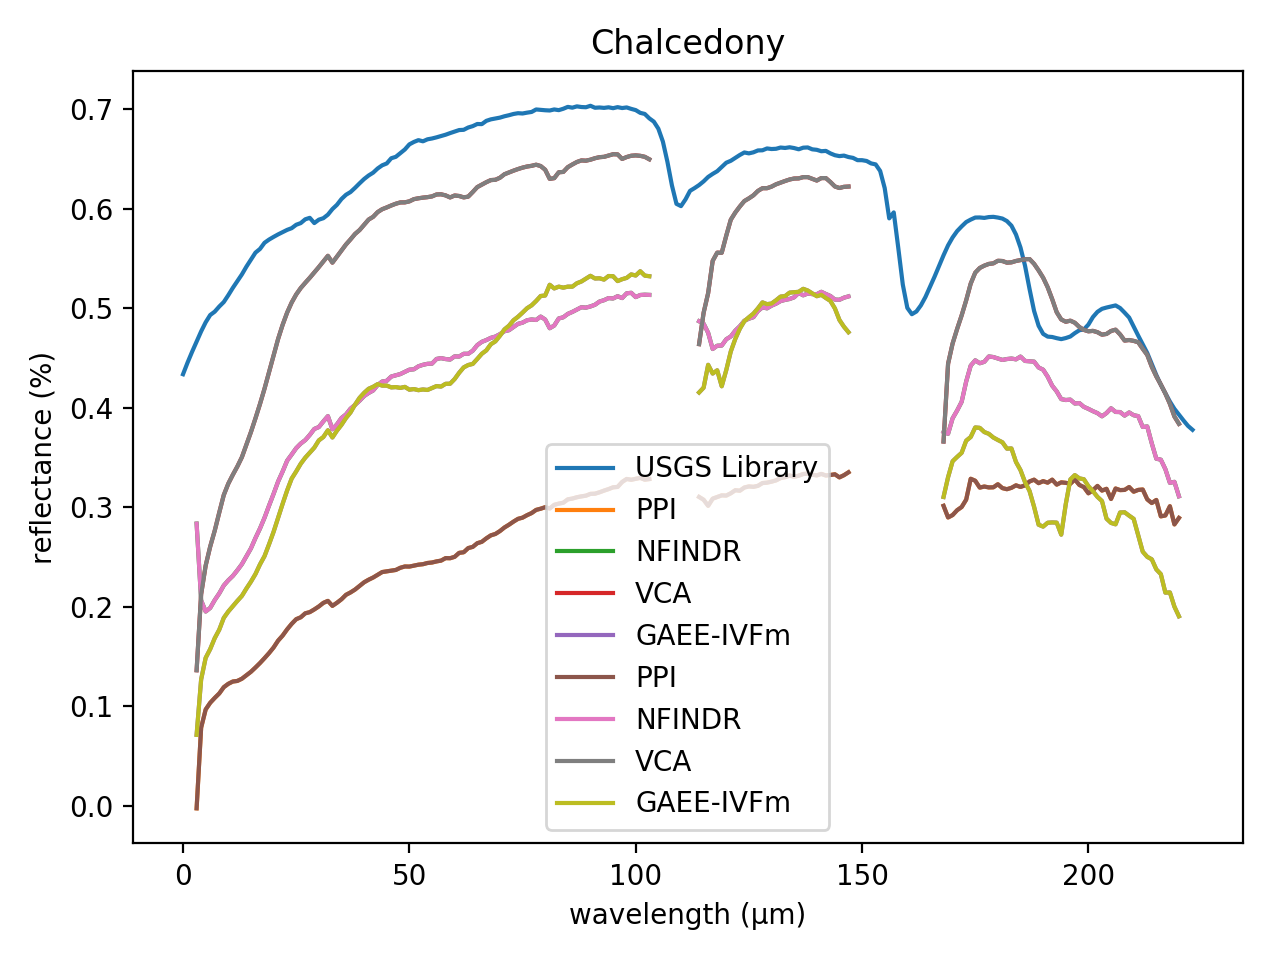 Chalcedony
reflectance (%)
0.7
0.6
0.5
0.4
0.3
0.2
0.1
0.0
USGS Library
PPI
NFINDR
VCA
GAEE-IVFm
PPI
NFINDR
VCA
GAEE-IVFm
0 50 100 150 200
wavelength (µm)